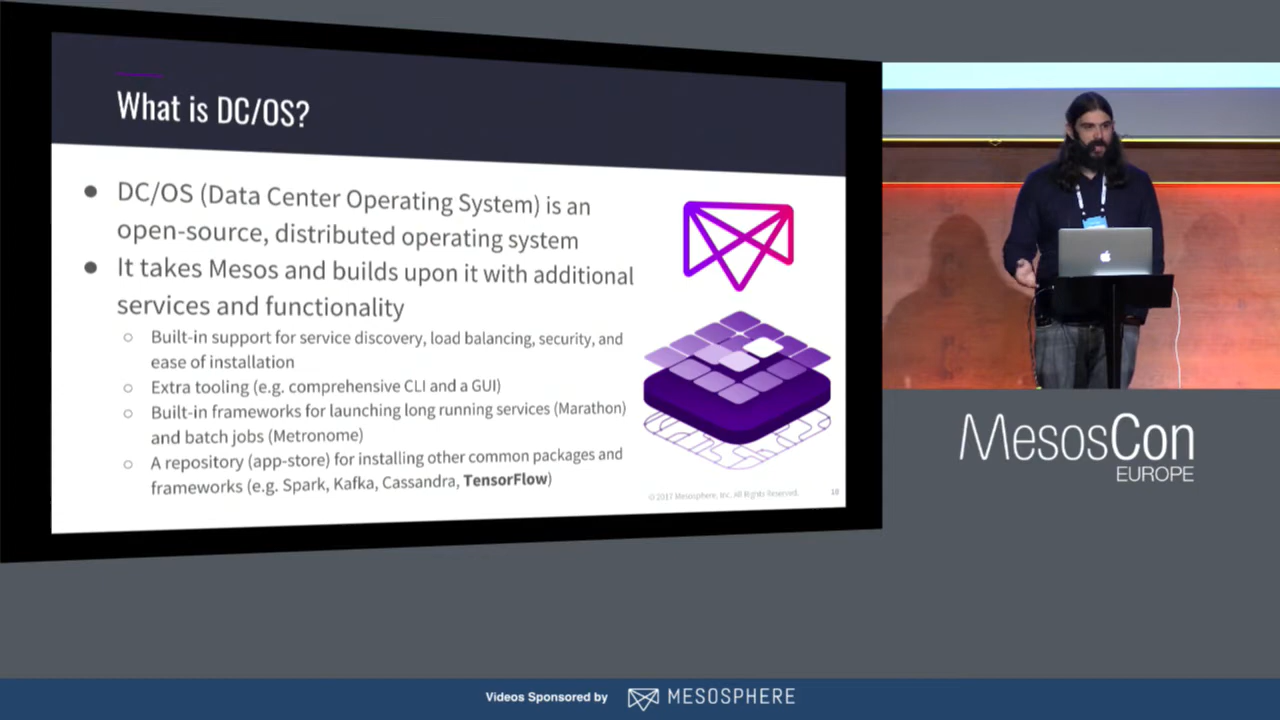 What is DC/OS?
● DC/OS (Data Center Operating System) is an
open-source, distributed operating system
● It takes Mesos and builds upon it with additional
services and functionality
○ Built-in support for service discovery, load balancing, security, and
ease of installation
○ Extra tooling (e.g. comprehensive CLI and a GUI)
○ Built-in frameworks for launching long running services (Marathon)
and batch jobs (Metronome)
○ A repository (app-store) for installing other common packages and
frameworks (e.g. Spark, Kafka, Cassandra, TensorFlow)
© 2017 Mesosphere, Inc. All Rights Reserved.
10
MesosCon
EUROPE
Videos Sponsored by MESOSPHERE